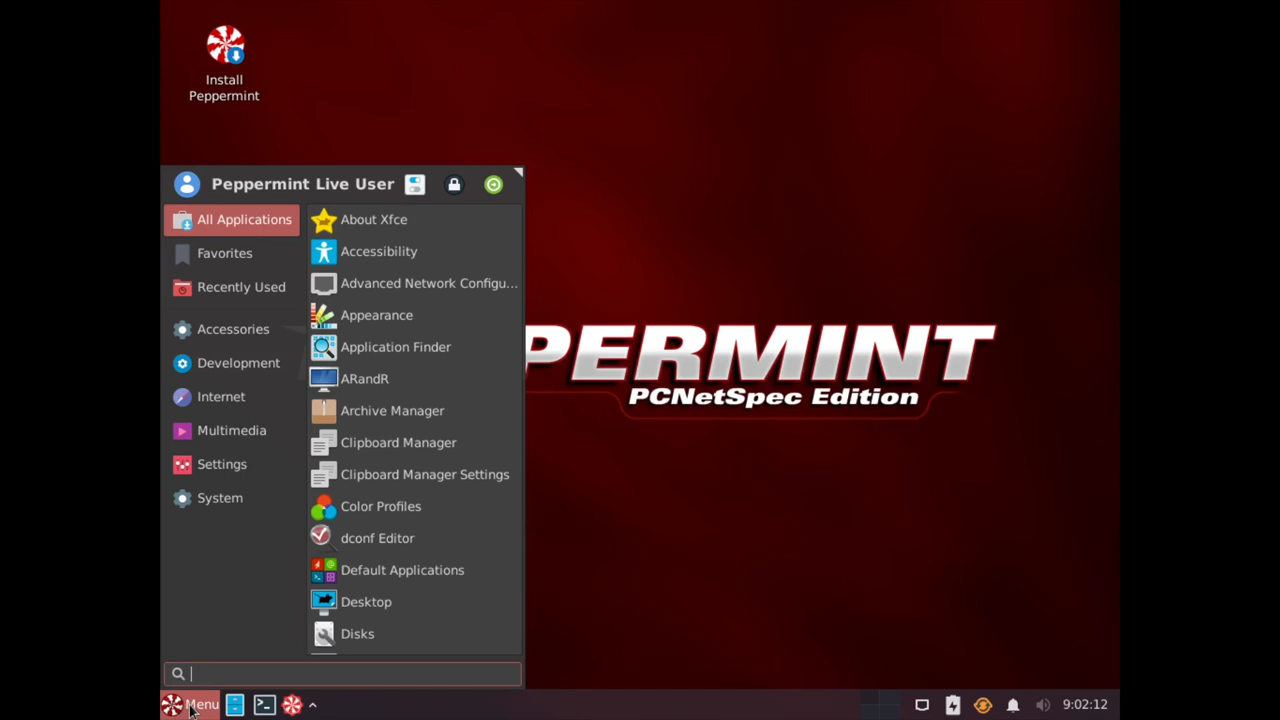 Install
Peppermint
Peppermint Live User
All Applications
Favorites
Recently Used
Accessories
Development
Internet
Multimedia
Settings
System
About Xfce
Accessibility
Advanced Network Configu...
Appearance
Application Finder
ARandR
Archive Manager
Clipboard Manager
Clipboard Manager Settings
Color Profiles
dconf Editor
Default Applications
Desktop
Disks
PERMINT
PCNetSpec Edition
Menu
9:02:12